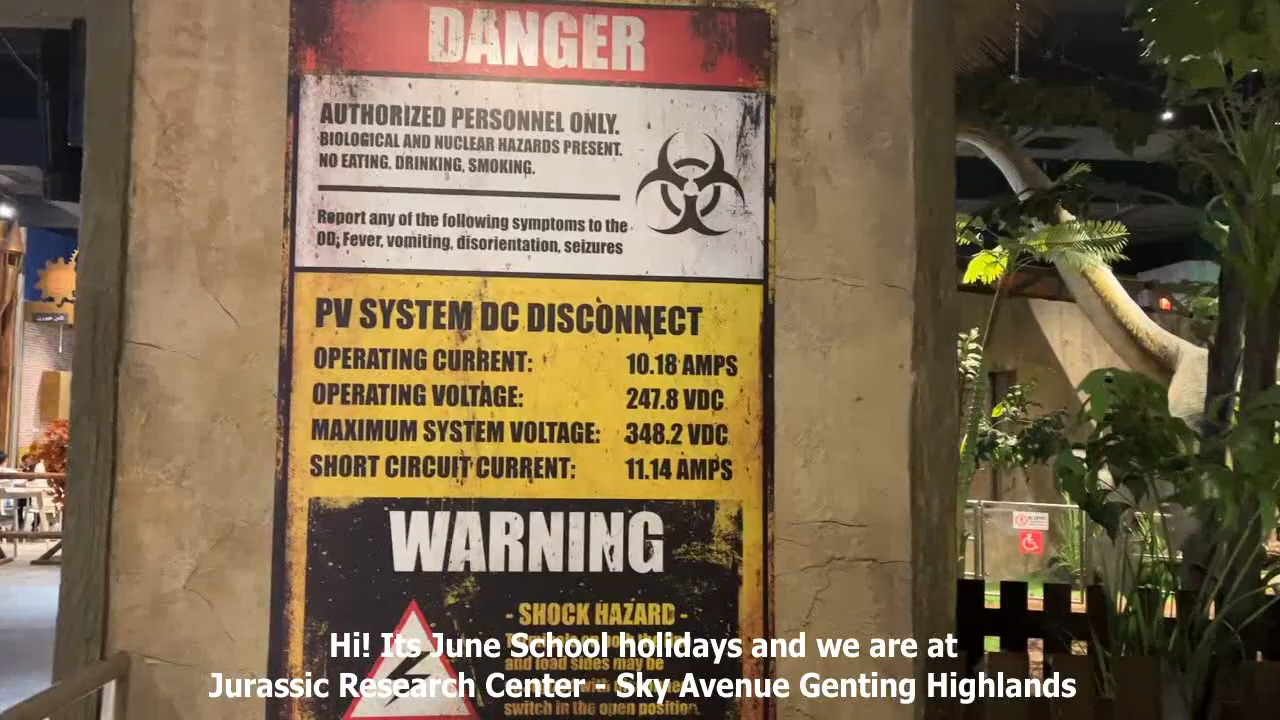 DANGER
AUTHORIZED PERSONNEL ONLY.
BIOLOGICAL AND NUCLEAR HAZARDS PRESENT.
NO EATING, DRINKING, SMOKING.
Report any of the following symptoms to the
OD; Fever, vomiting, disorientation, seizures
PV SYSTEM DC DISCONNECT
OPERATING CURRENT: 10.18 AMPS
OPERATING VOLTAGE: 247.8 VDC
MAXIMUM SYSTEM VOLTAGE: 348.2 VDC
SHORT CIRCUIT CURRENT: 11.14 AMPS
WARNING
- SHOCK HAZARD -
and load sides may be
switch in the open position.
Hi! Its June School holidays and we are at
Jurassic Research Center - Sky Avenue Genting Highlands